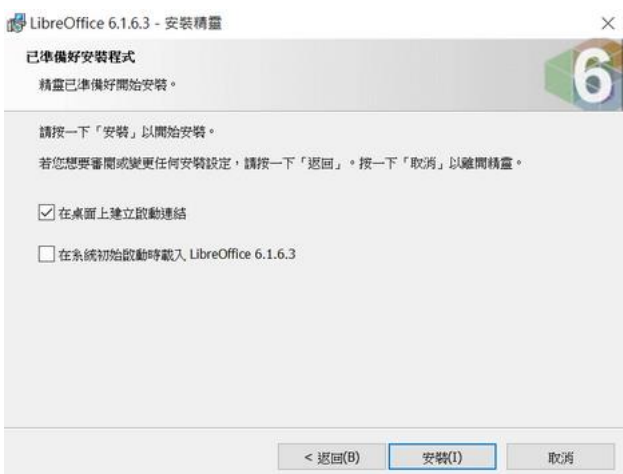 LibreOffice 6.1.6.3 - 安裝精靈
已準備好安裝程式
精靈已準備好開始安裝。
6
請按一下「安裝」以開始安裝。
若您想要審閱或變更任何安裝設定，請按一下「返回」。按一下「取消」以離開精靈。
在桌面上建立啟動連結
在系統初始啟動時載入 LibreOffice 6.1.6.3
< 返回(B)
安裝(I)
取消